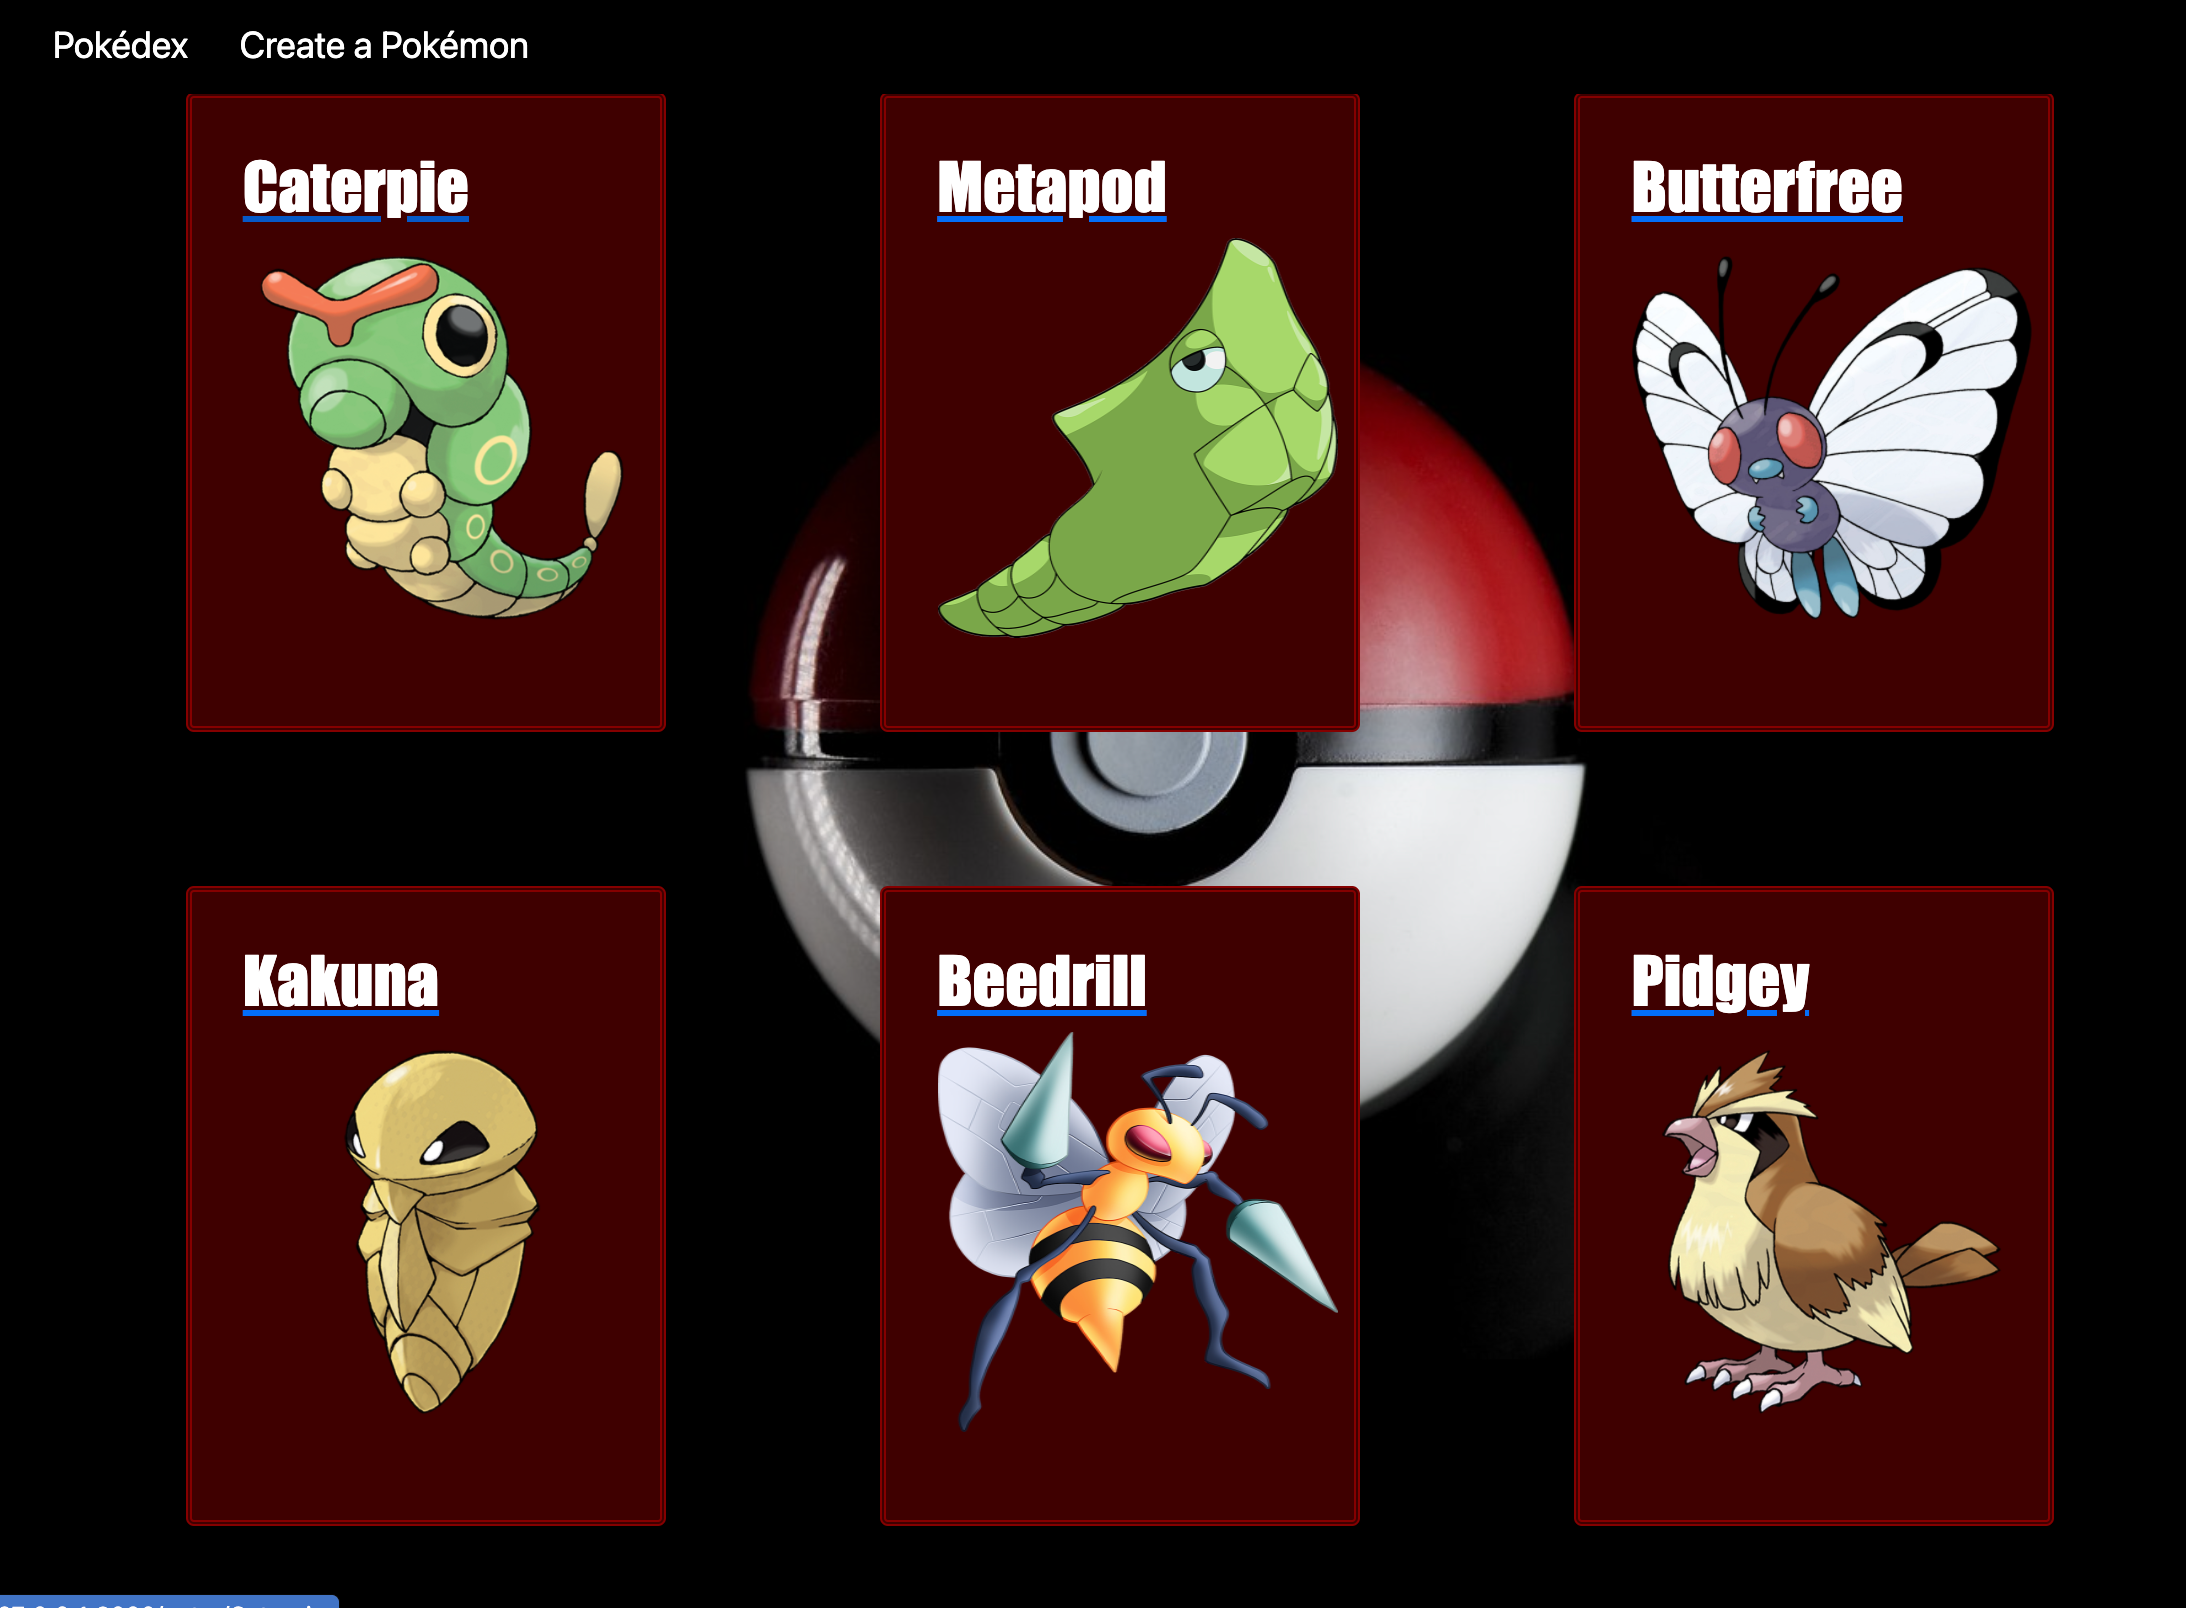 Pokédex Create a Pokémon
Caterpie
Metapod
Butterfree
Kakuna
Beedrill
Pidgey